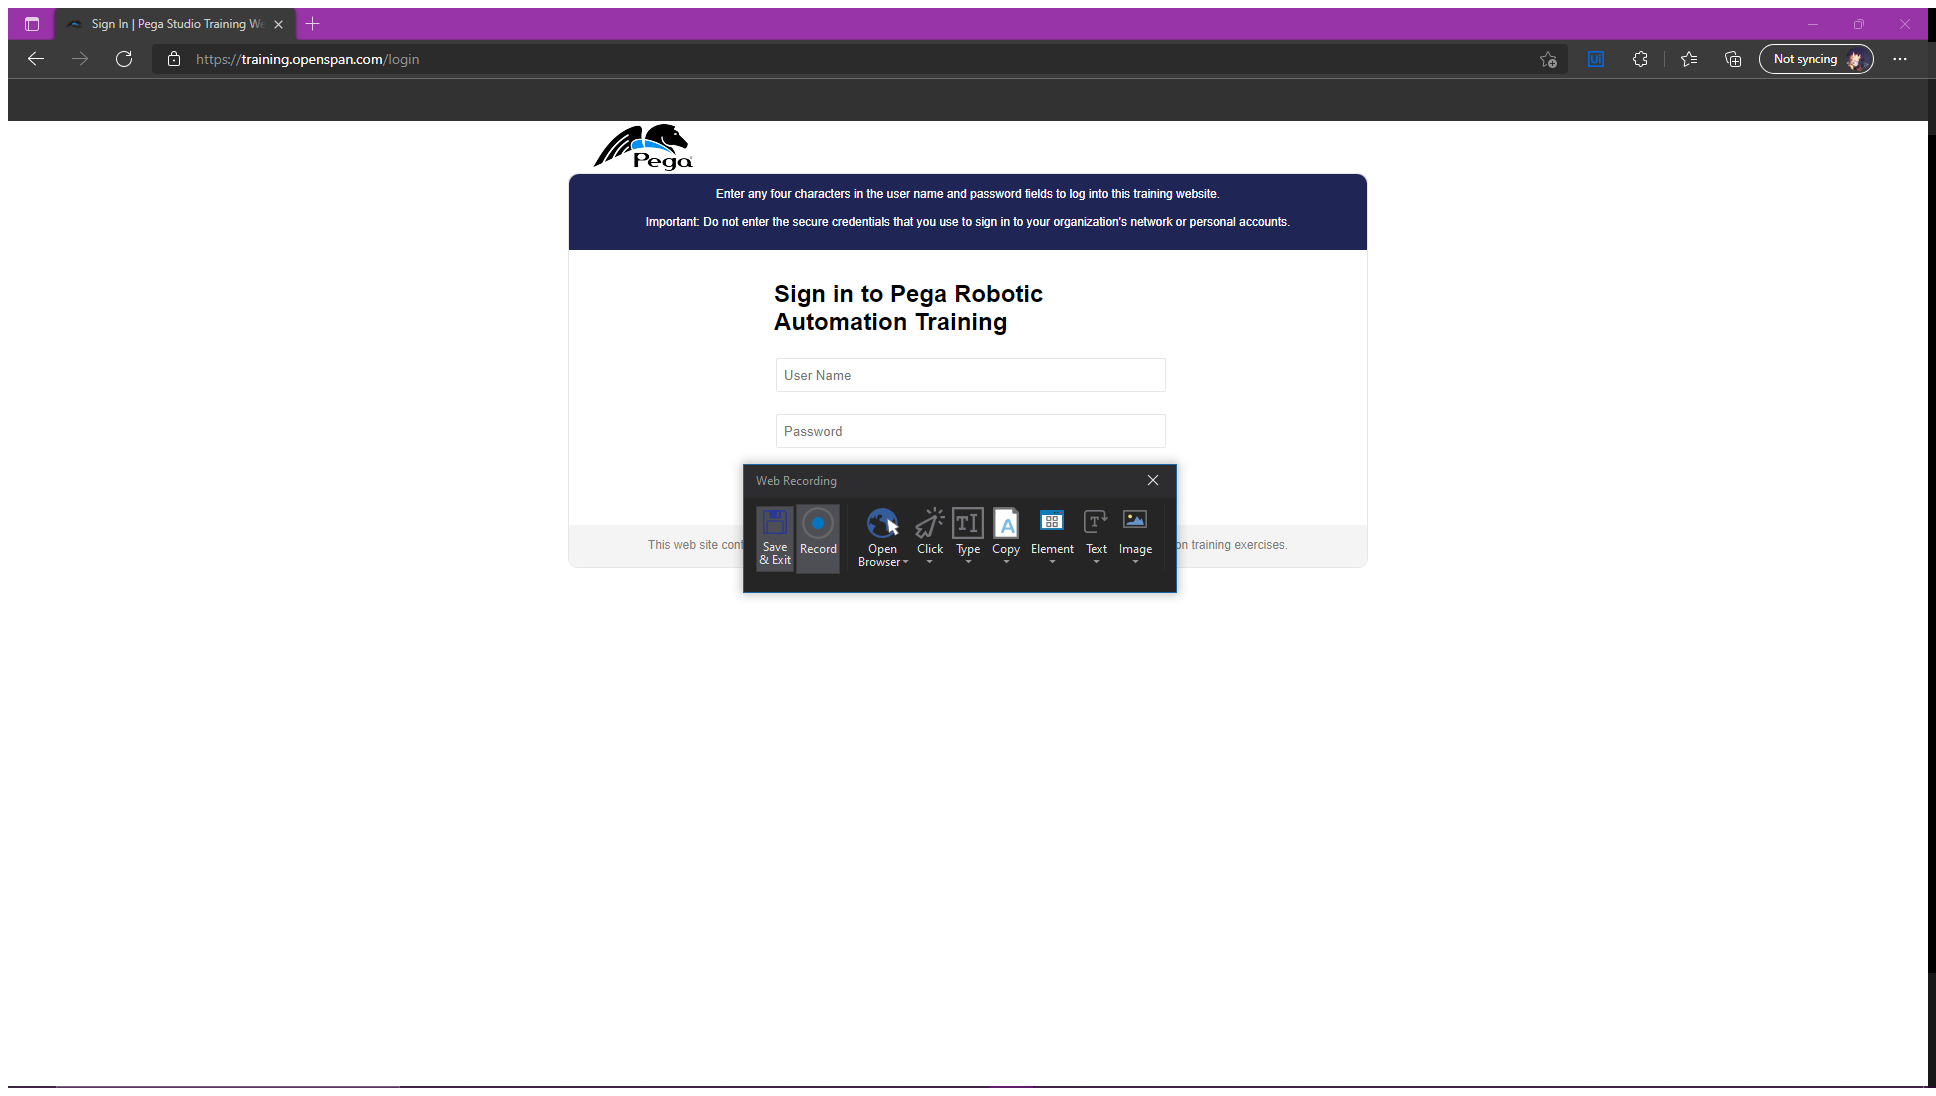 Sign In | Pega Studio Training We
https://training.openspan.com/login
Not syncing
Pega
Enter any four characters in the user name and password fields to log into this training website.
Important: Do not enter the secure credentials that you use to sign in to your organization's network or personal accounts.
Sign in to Pega Robotic
Automation Training
User Name
Password
Web Recording
Save
& Exit
Record
Open
Browser
Click
Type
Copy
Element
Text
Image
This web site cont
on training exercises.